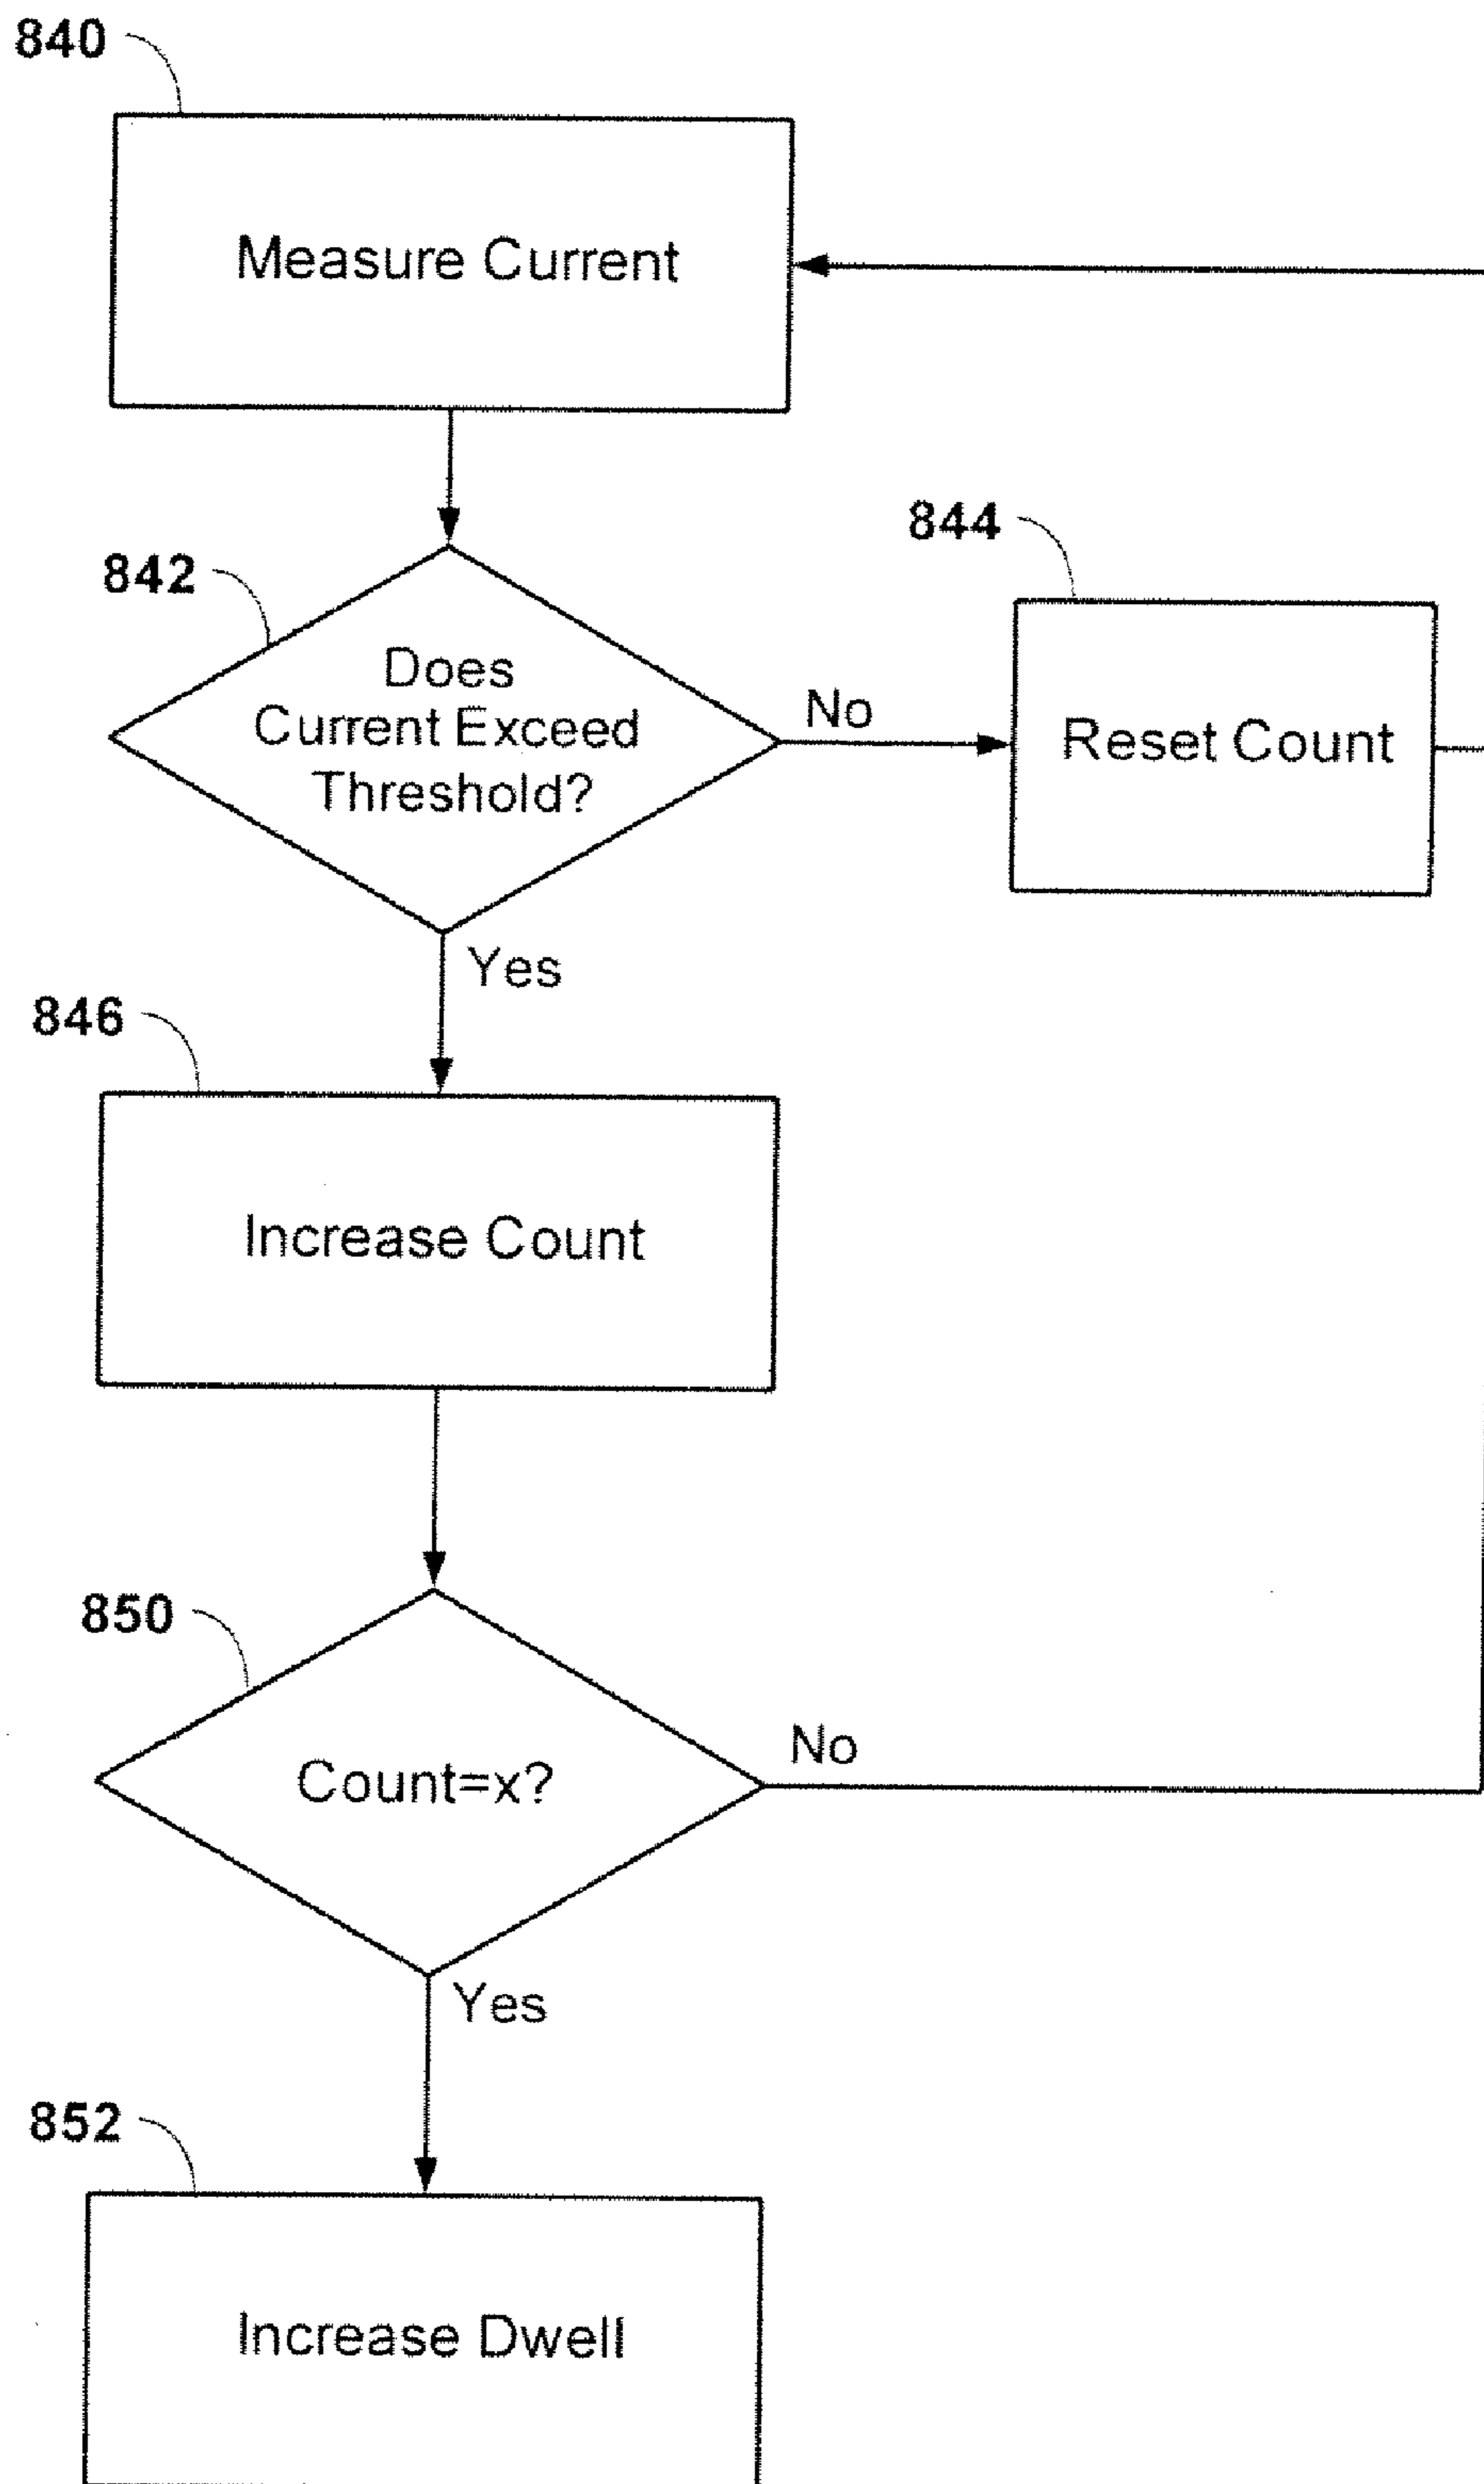 840
Measure Current
842
Does
Current Exceed
Threshold?
No
844
Reset Count
Yes
846
Increase Count
850
Count=x?
No
Yes
852
Increase Dwell